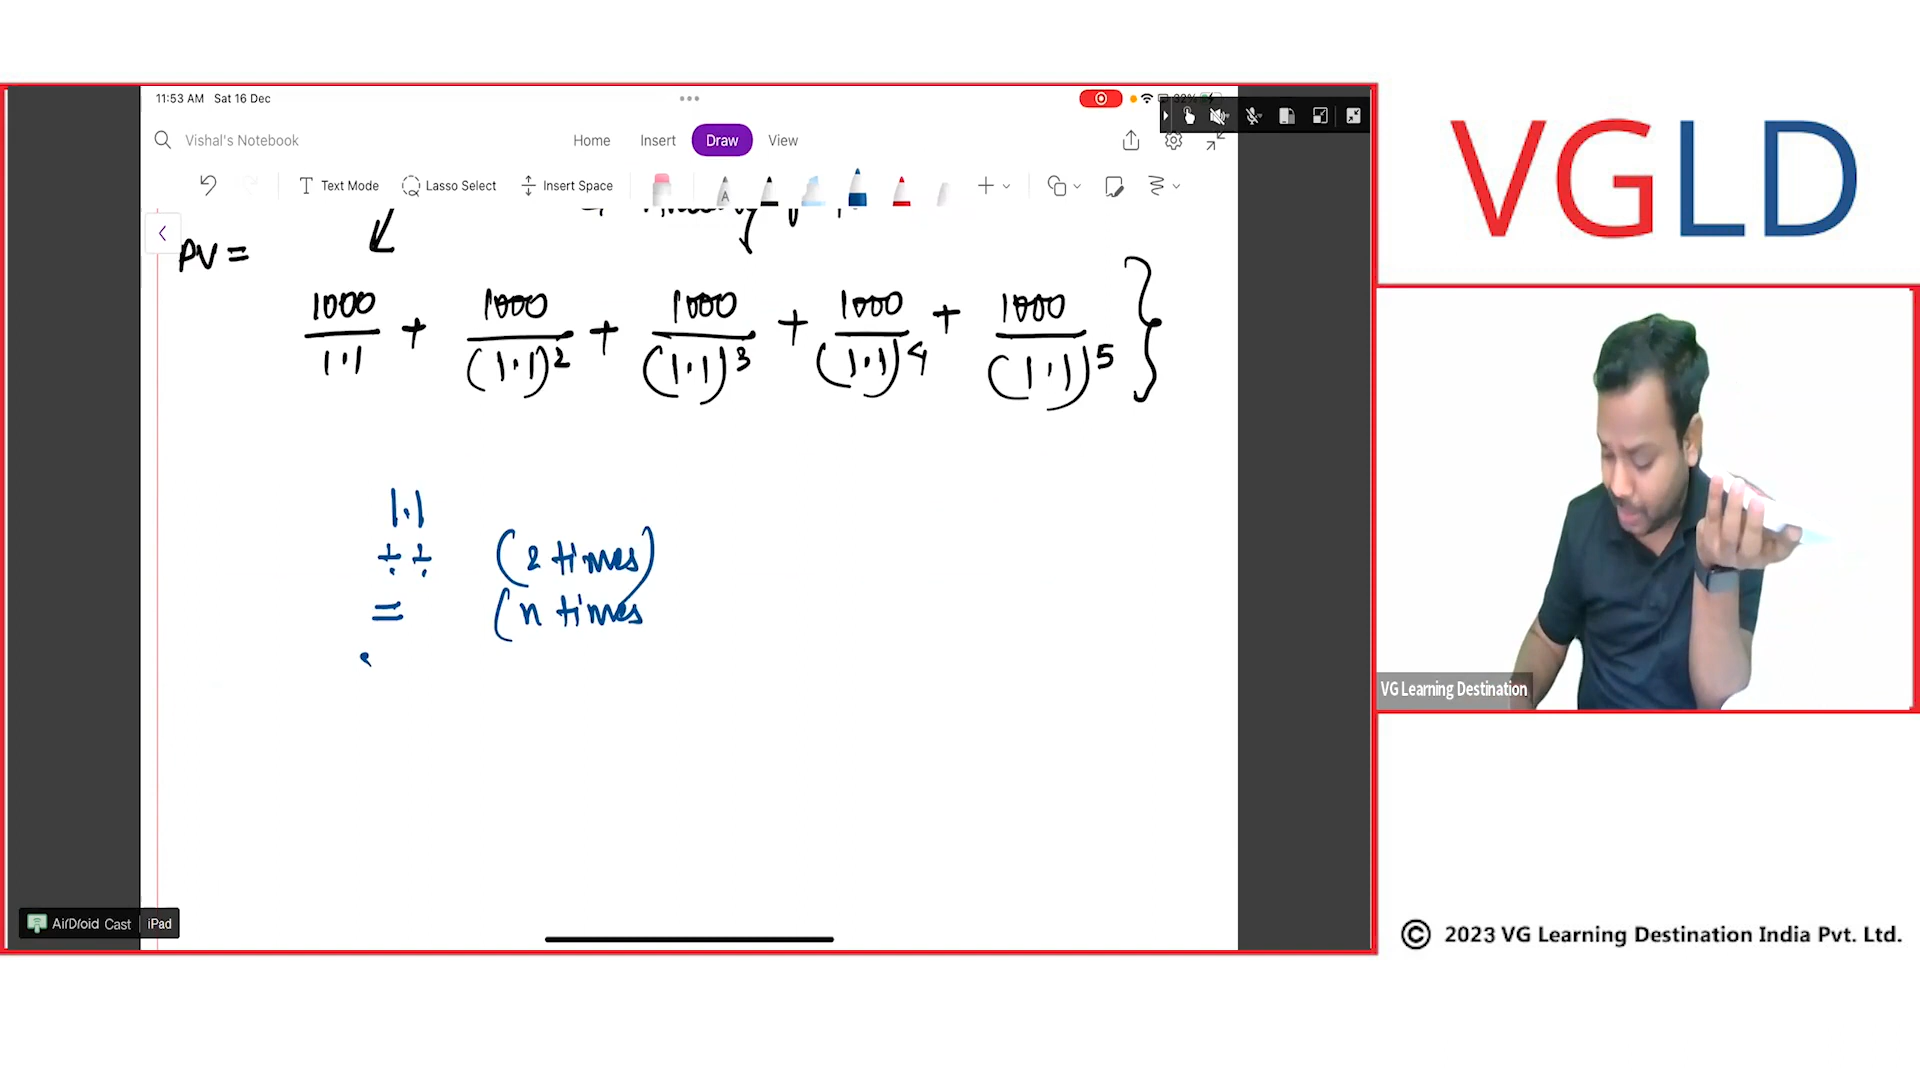 11:53 AM Sat 16 Dec
32%
VGLD
Vishal's Notebook
Home Insert Draw View
Text Mode Lasso Select Insert Space
PV =
1000/1.1 + 1000/(1.1)² + 1000/(1.1)³ + 1000/(1.1)⁴ + 1000/(1.1)⁵ }
1.1
÷ ÷ (2 times)
= (n times
VG Learning Destination
AirDroid Cast iPad
© 2023 VG Learning Destination India Pvt. Ltd.